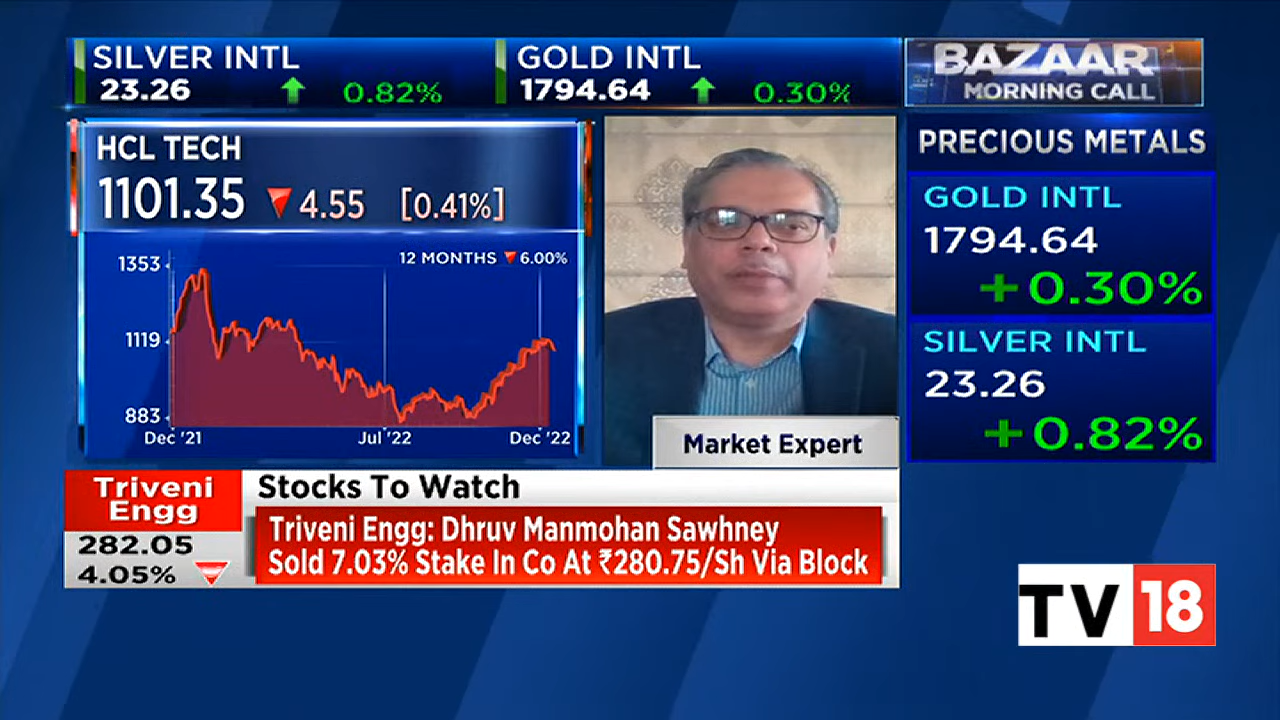 SILVER INTL
23.26 0.82%
GOLD INTL
1794.64 0.30%
BAZAAR
MORNING CALL
HCL TECH
1101.35 4.55 [0.41%]
12 MONTHS 6.00%
1353
1119
883
Dec '21 Jul '22 Dec '22
Market Expert
PRECIOUS METALS
GOLD INTL
1794.64
+0.30%
SILVER INTL
23.26
+0.82%
Triveni
Engg
282.05
4.05%
Stocks To Watch
Triveni Engg: Dhruv Manmohan Sawhney
Sold 7.03% Stake In Co At ₹280.75/Sh Via Block
TV 18